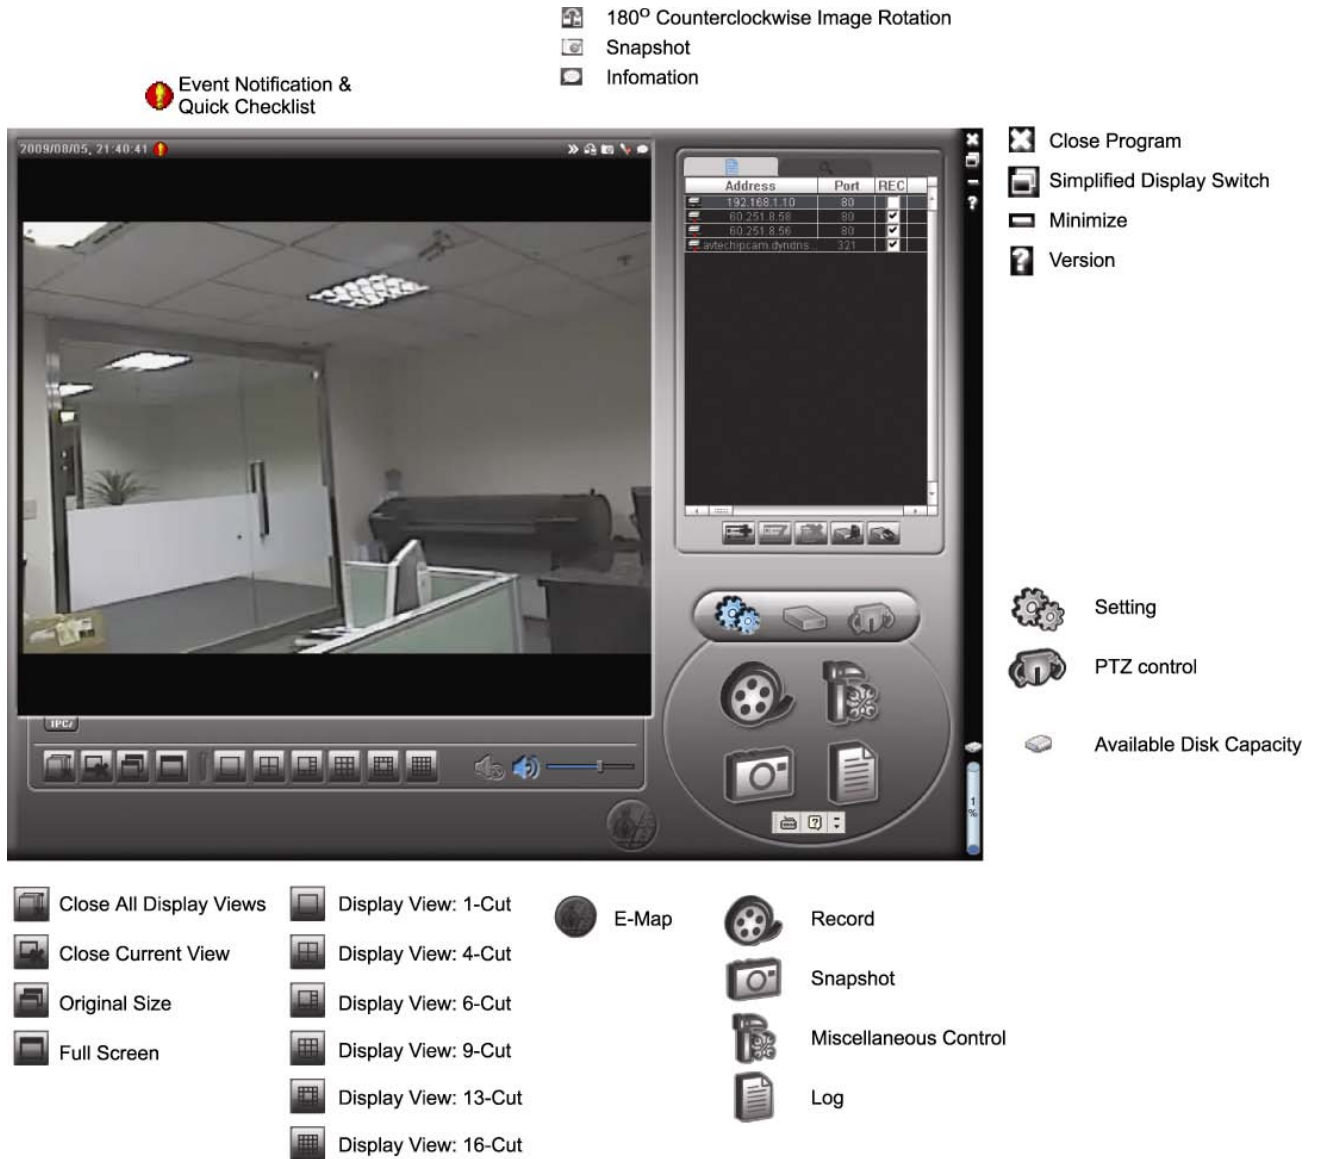 180° Counterclockwise Image Rotation
Snapshot
Infomation
Event Notification &
Quick Checklist
2009/08/05, 21:40:41
Address Port REC
192.168.1.10 80
60.251.8.58 80
60.251.8.56 80
avtechipcam.dyndns... 321
Close Program
Simplified Display Switch
Minimize
Version
Setting
PTZ control
Available Disk Capacity
1
%
Close All Display Views
Close Current View
Original Size
Full Screen
Display View: 1-Cut
Display View: 4-Cut
Display View: 6-Cut
Display View: 9-Cut
Display View: 13-Cut
Display View: 16-Cut
E-Map
Record
Snapshot
Miscellaneous Control
Log